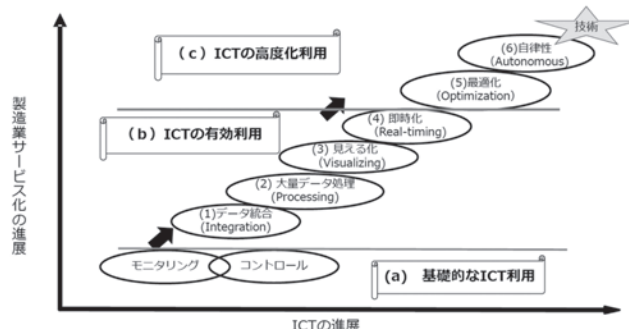 技術
(6)自律性
(Autonomous)
(c) ICTの高度化利用
(5)最適化
(Optimization)
(4) 即時化
(Real-timing)
(b) ICTの有効利用
(3) 見える化
(Visualizing)
(2) 大量データ処理
(Processing)
(1)データ統合
(Integration)
モニタリング
コントロール
(a) 基礎的なICT利用
製造業サービス化の進展
ICTの進展